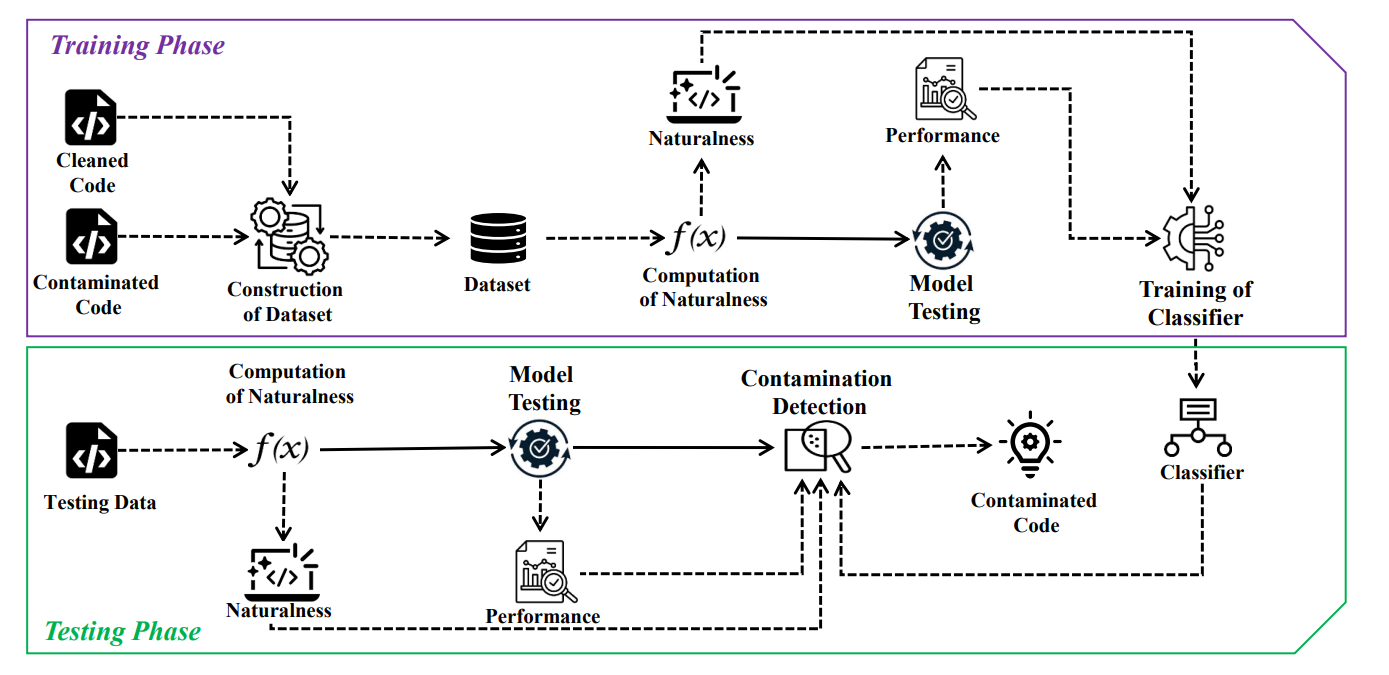 Training Phase
Cleaned
Code
Contaminated
Code
Construction
of Dataset
Dataset
f(x)
Computation
of Naturalness
</>
Naturalness
Model
Testing
Performance
Training of
Classifier
Testing Phase
Testing Data
Computation
of Naturalness
f(x)
</>
Naturalness
Model
Testing
Performance
Contamination
Detection
Contaminated
Code
Classifier